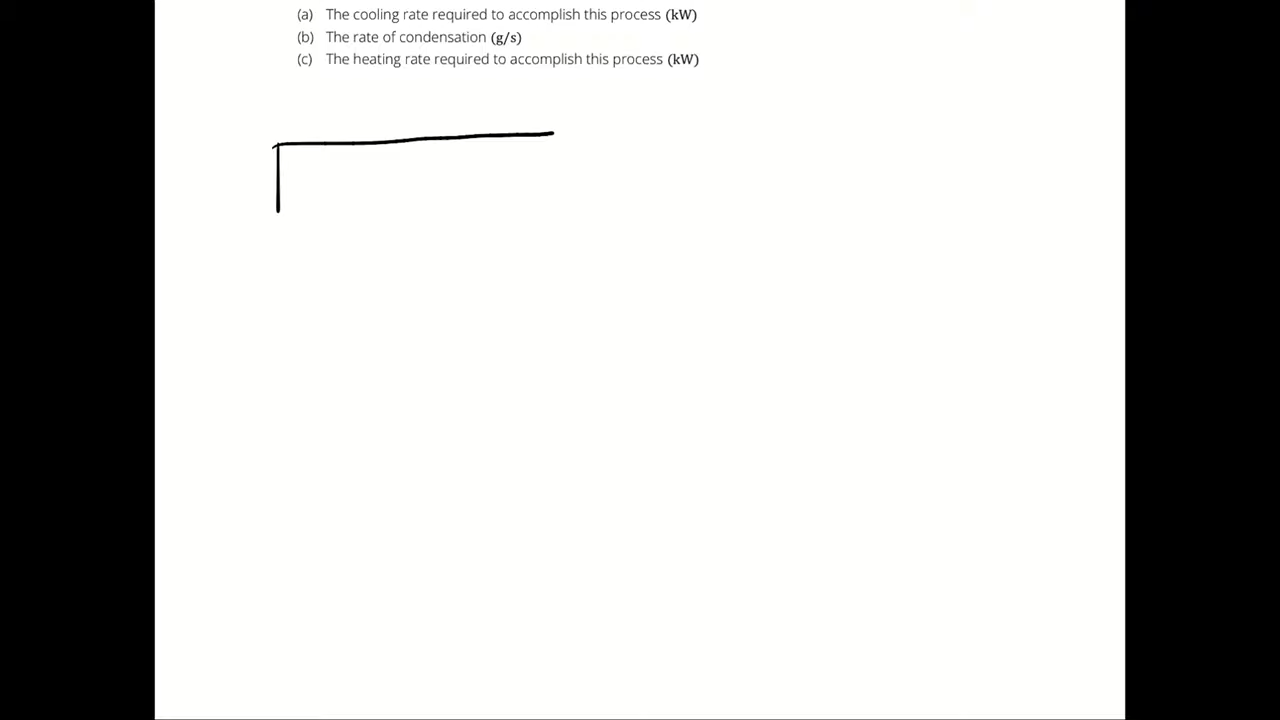 (a) The cooling rate required to accomplish this process (kW)
(b) The rate of condensation (g/s)
(c) The heating rate required to accomplish this process (kW)